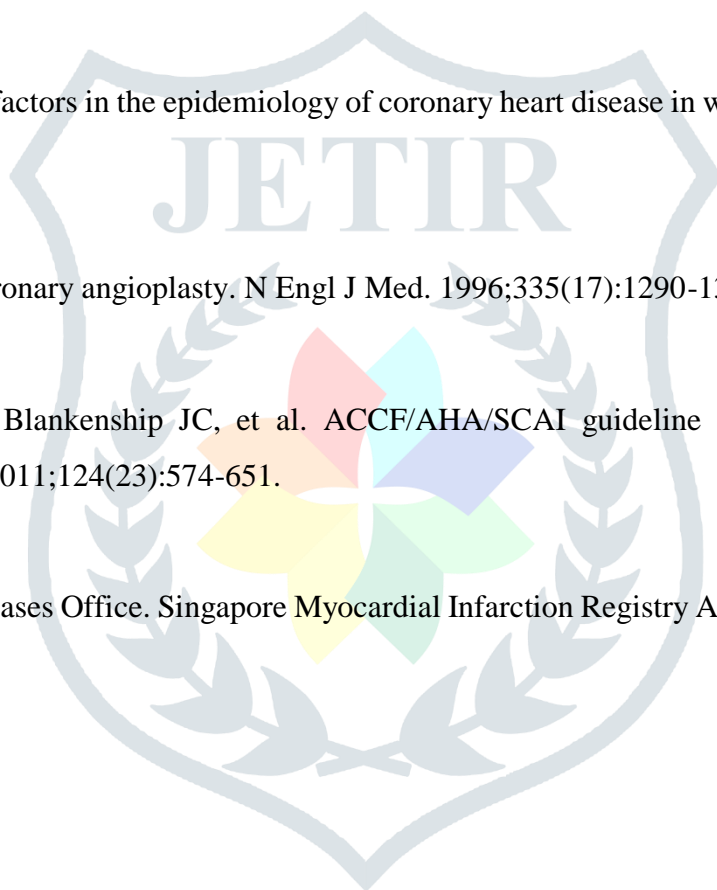 factors in the epidemiology of coronary heart disease in w
JETIR
ronary angioplasty. N Engl J Med. 1996;335(17):1290-13
Blankenship JC, et al. ACCF/AHA/SCAI guideline
011;124(23):574-651.
ases Office. Singapore Myocardial Infarction Registry A